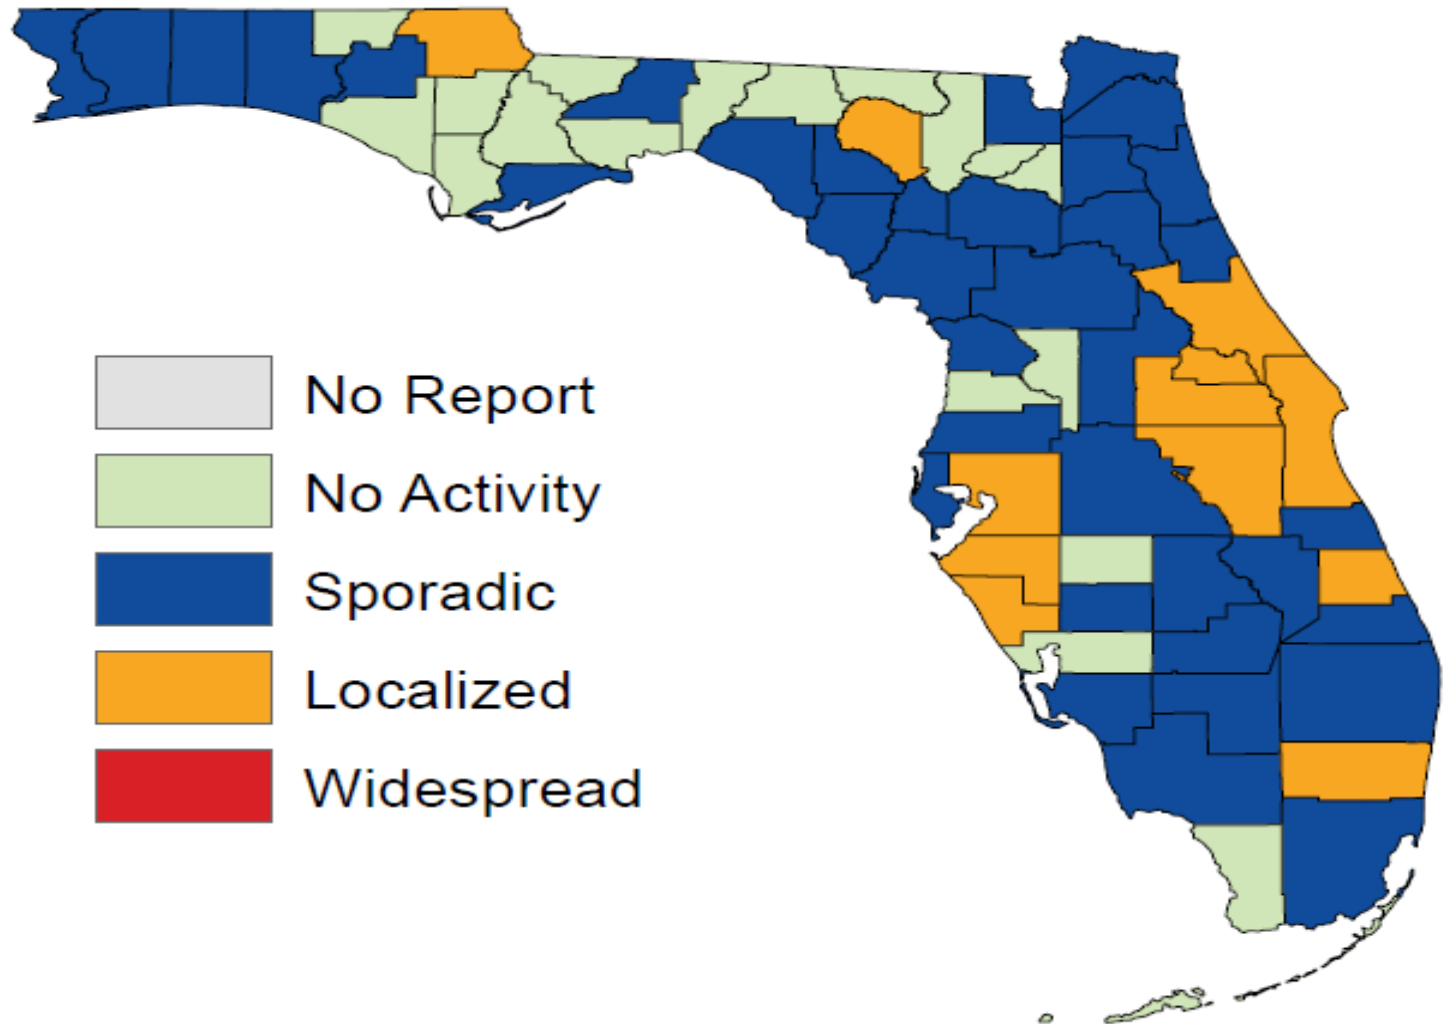 No Report
No Activity
Sporadic
Localized
Widespread